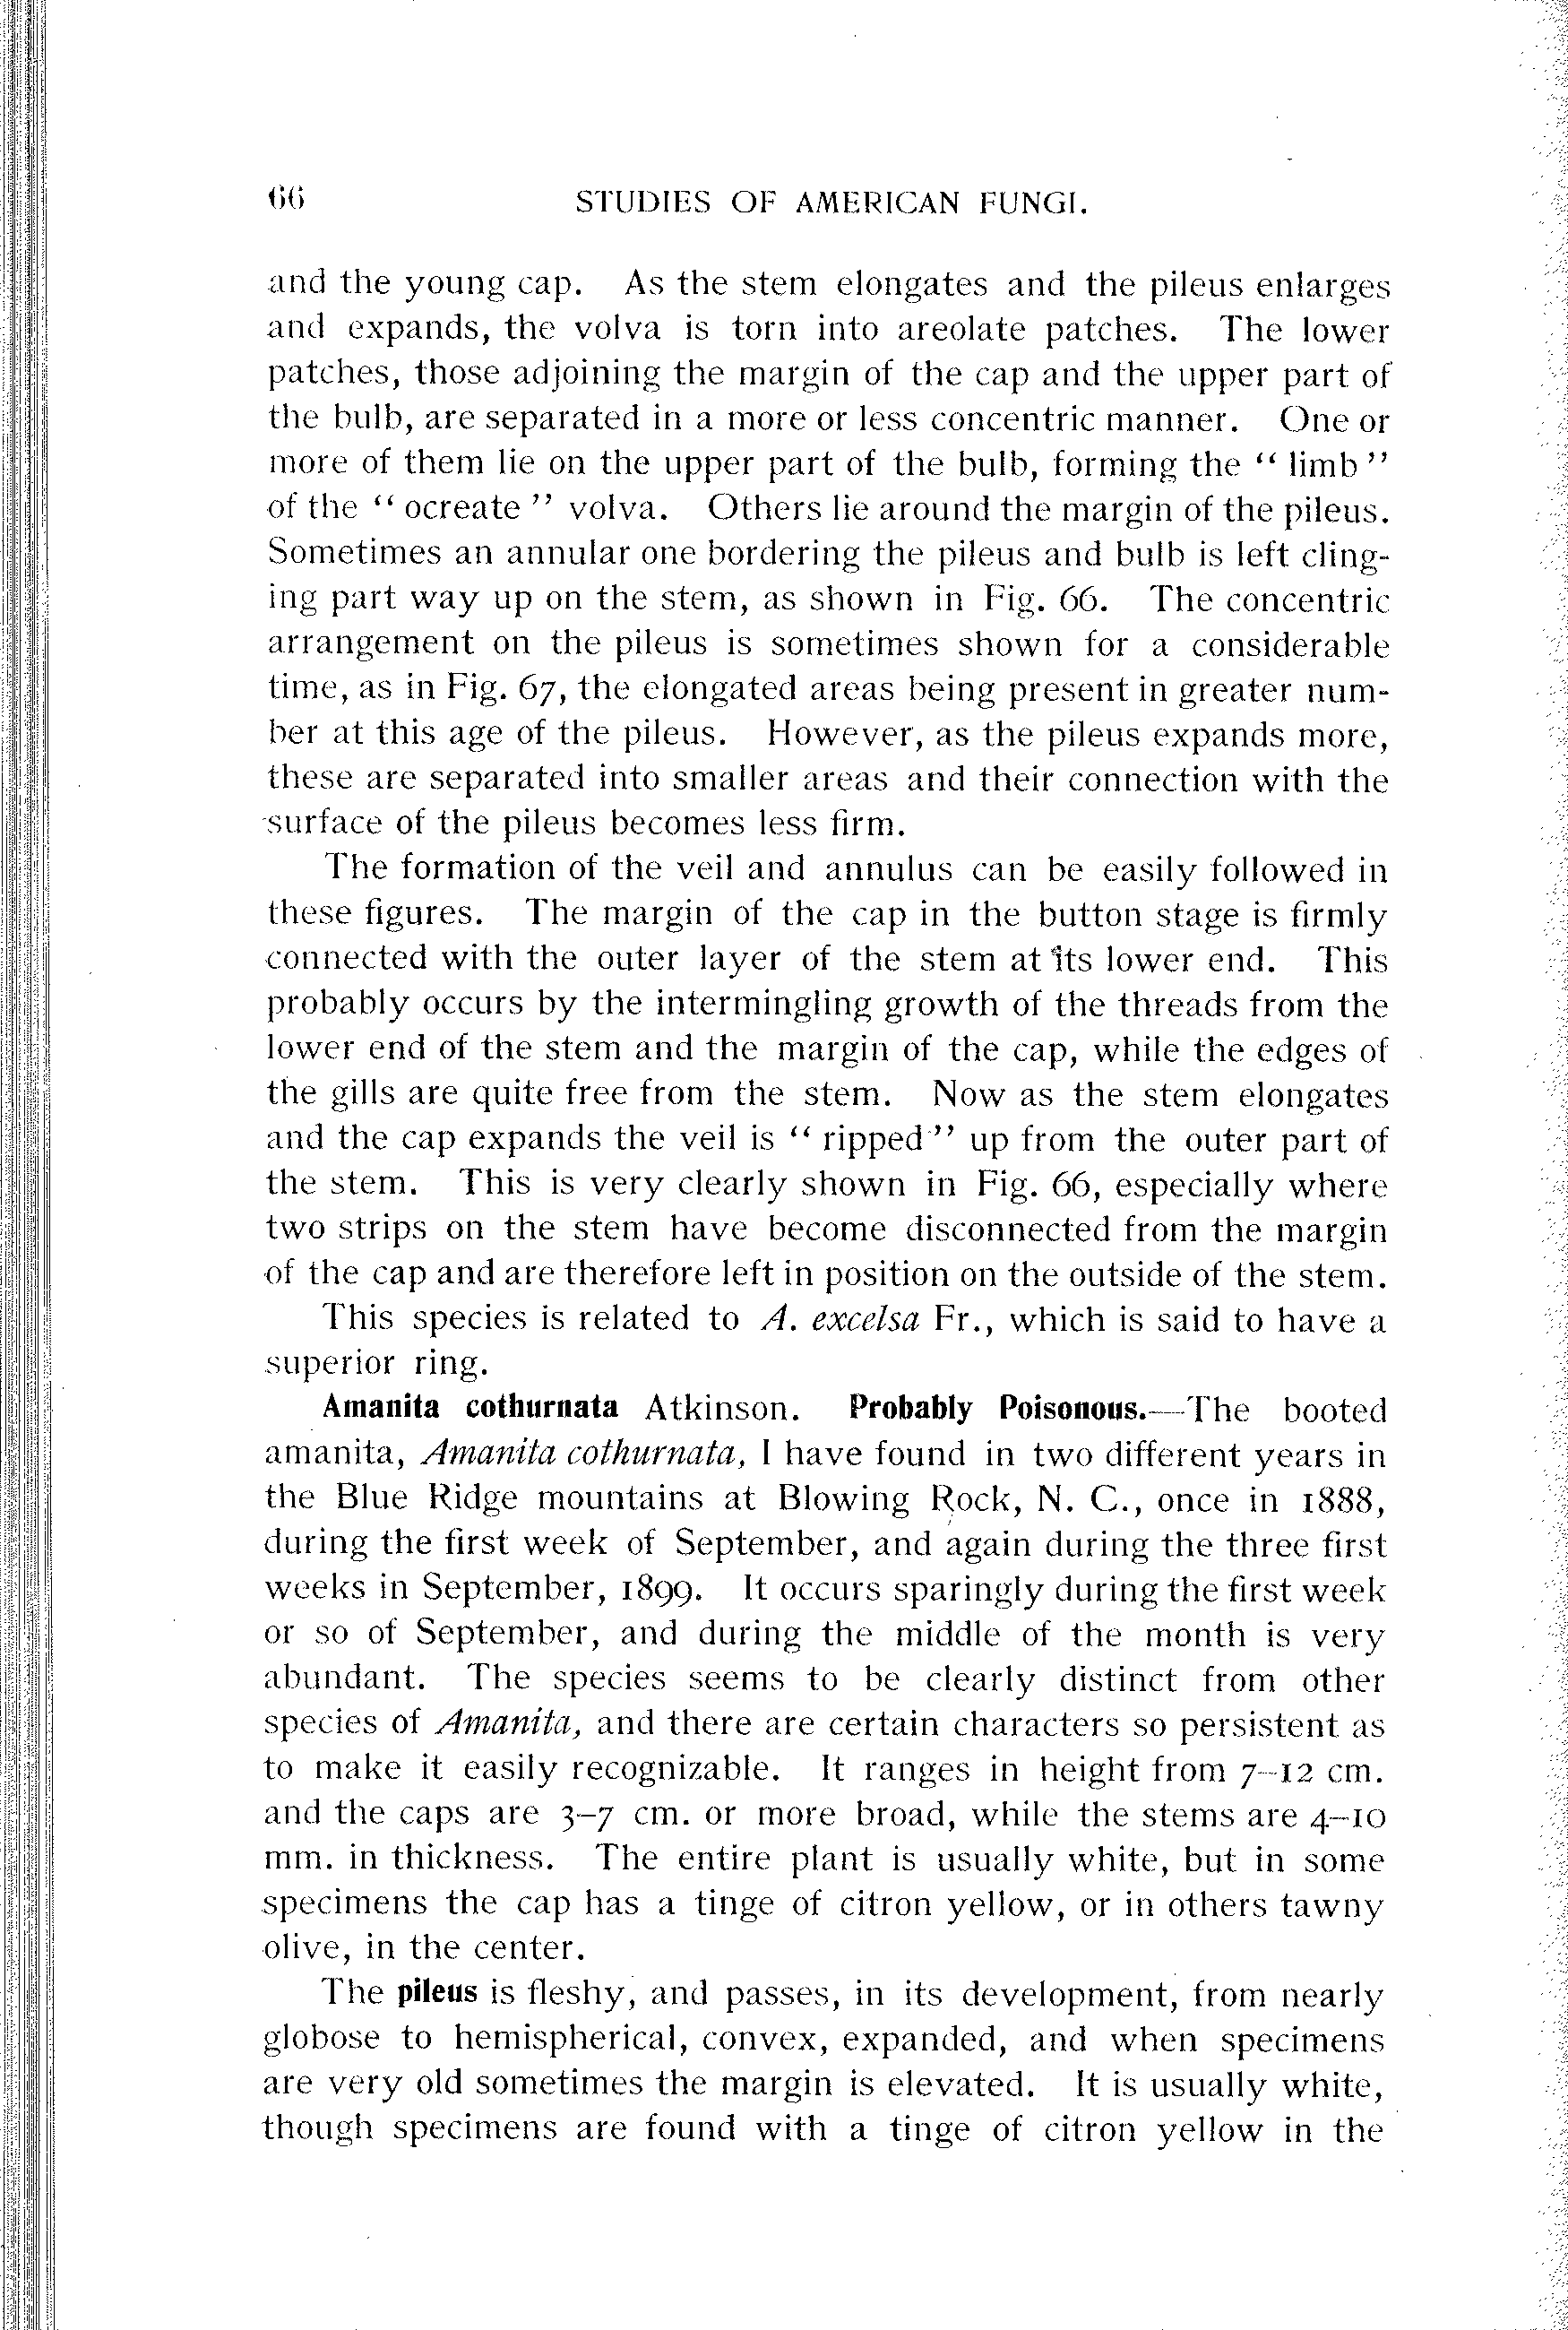 66 STUDIES OF AMERICAN FUNGI.
and the young cap. As the stem elongates and the pileus enlarges
and expands, the volva is torn into areolate patches. The lower
patches, those adjoining the margin of the cap and the upper part of
the bulb, are separated in a more or less concentric manner. One or
more of them lie on the upper part of the bulb, forming the “ limb ”
of the “ ocreate ” volva. Others lie around the margin of the pileus.
Sometimes an annular one bordering the pileus and bulb is left cling-
ing part way up on the stem, as shown in Fig. 66. The concentric
arrangement on the pileus is sometimes shown for a considerable
time, as in Fig. 67, the elongated areas being present in greater num-
ber at this age of the pileus. However, as the pileus expands more,
these are separated into smaller areas and their connection with the
surface of the pileus becomes less firm.
The formation of the veil and annulus can be easily followed in
these figures. The margin of the cap in the button stage is firmly
connected with the outer layer of the stem at its lower end. This
probably occurs by the intermingling growth of the threads from the
lower end of the stem and the margin of the cap, while the edges of
the gills are quite free from the stem. Now as the stem elongates
and the cap expands the veil is “ ripped ” up from the outer part of
the stem. This is very clearly shown in Fig. 66, especially where
two strips on the stem have become disconnected from the margin
of the cap and are therefore left in position on the outside of the stem.
This species is related to A. excelsa Fr., which is said to have a
superior ring.
Amanita cothurnata Atkinson. Probably Poisonous.—The booted
amanita, Amanita cothurnata, I have found in two different years in
the Blue Ridge mountains at Blowing Rock, N. C., once in 1888,
during the first week of September, and again during the three first
weeks in September, 1899. It occurs sparingly during the first week
or so of September, and during the middle of the month is very
abundant. The species seems to be clearly distinct from other
species of Amanita, and there are certain characters so persistent as
to make it easily recognizable. It ranges in height from 7–12 cm.
and the caps are 3–7 cm. or more broad, while the stems are 4–10
mm. in thickness. The entire plant is usually white, but in some
specimens the cap has a tinge of citron yellow, or in others tawny
olive, in the center.
The pileus is fleshy, and passes, in its development, from nearly
globose to hemispherical, convex, expanded, and when specimens
are very old sometimes the margin is elevated. It is usually white,
though specimens are found with a tinge of citron yellow in the